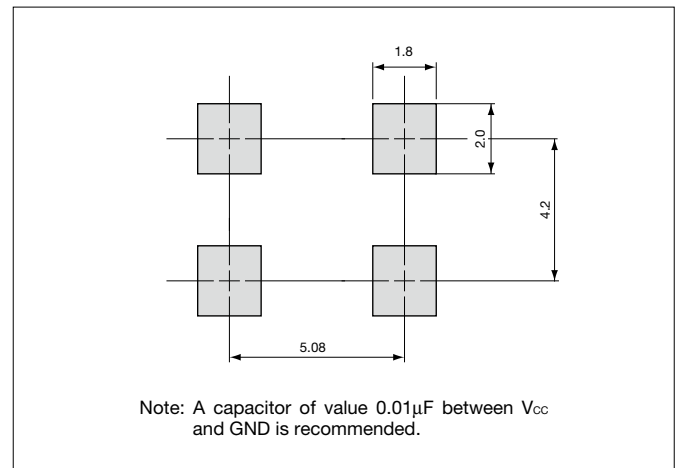 1.8
2.0
4.2
5.08
Note: A capacitor of value 0.01µF between Vcc
and GND is recommended.